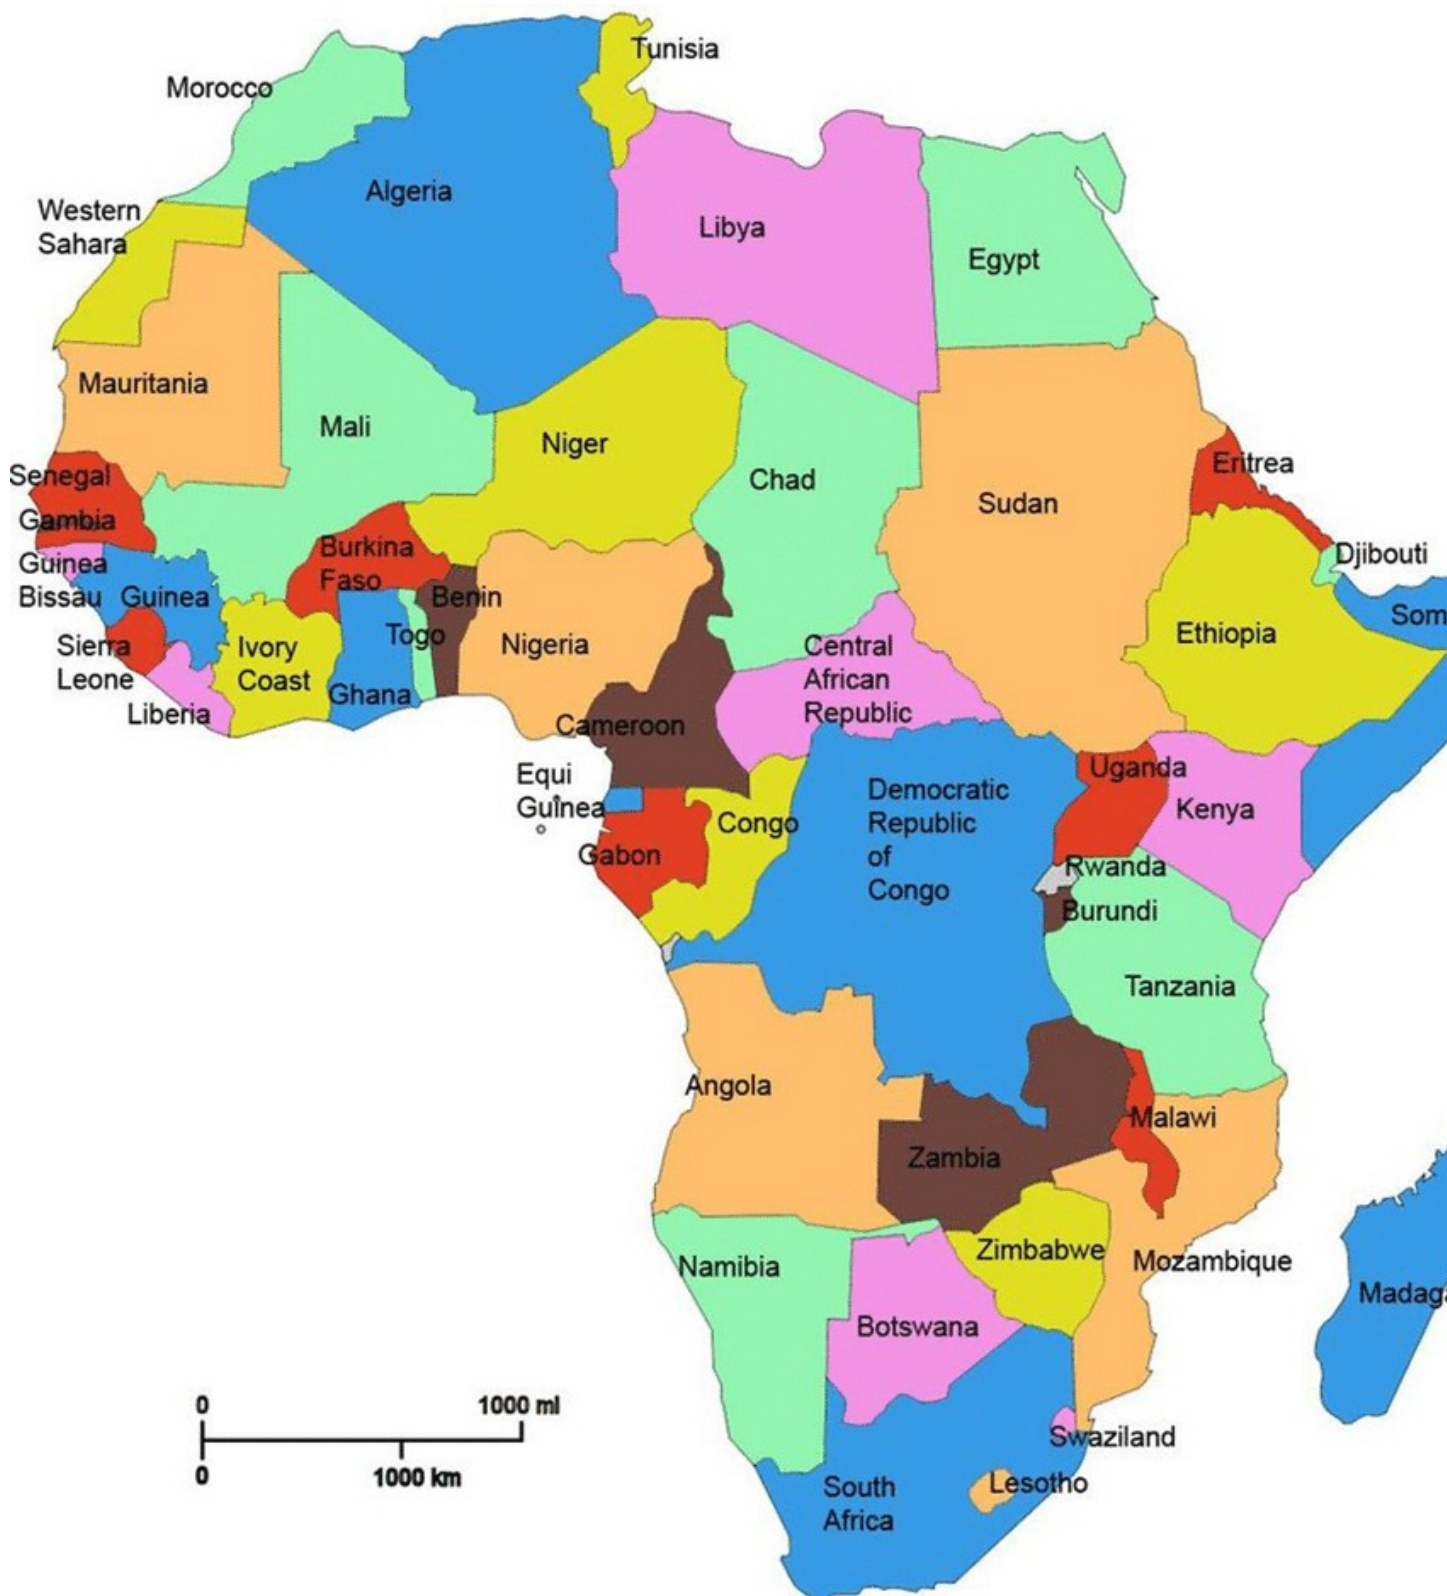 Tunisia
Morocco
Algeria
Western
Sahara
Libya
Egypt
Mauritania
Mali
Niger
Chad
Sudan
Eritrea
Senegal
Gambia
Burkina
Faso
Djibouti
Guinea
Bissau
Guinea
Benin
Som
Sierra
Leone
Ivory
Coast
Togo
Nigeria
Central
African
Republic
Ethiopia
Ghana
Liberia
Cameroon
Equi
Guinea
Uganda
Democratic
Republic
of
Congo
Kenya
Congo
Gabon
Rwanda
Burundi
Tanzania
Angola
Malawi
Zambia
Zimbabwe
Mozambique
Namibia
Madaga
Botswana
0 1000 ml
0 1000 km
Swaziland
Lesotho
South
Africa